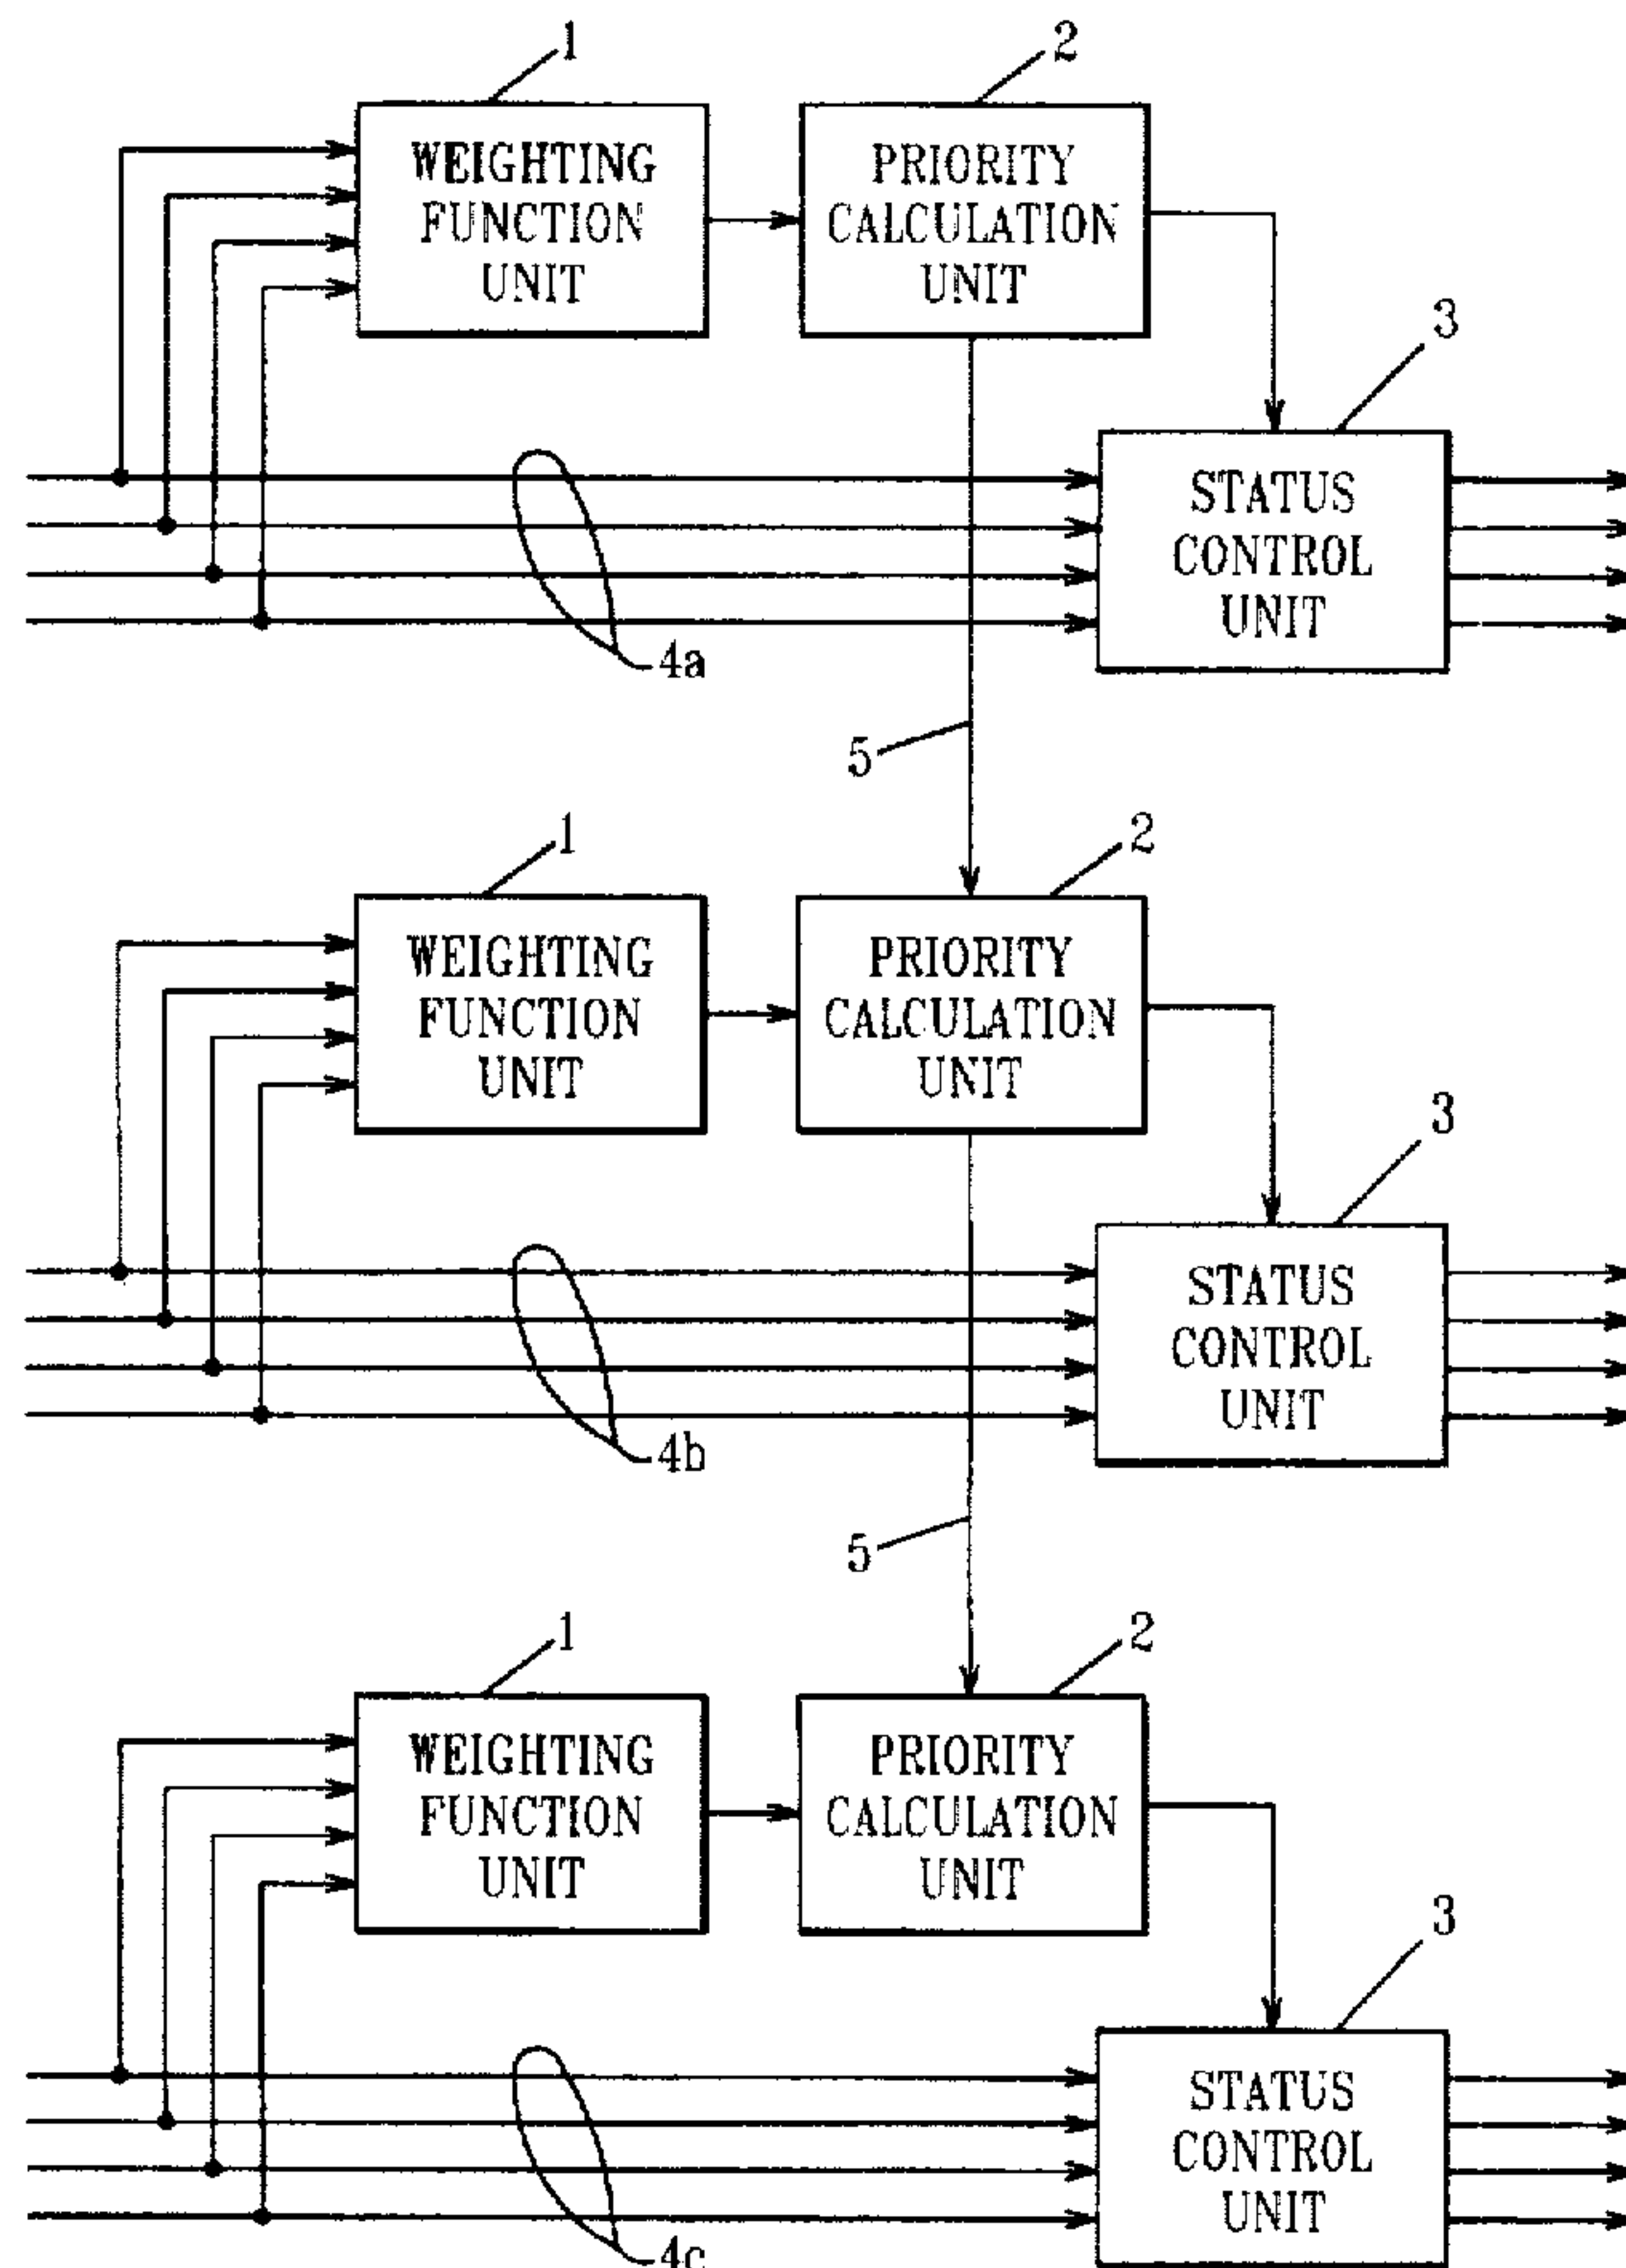 1
2
WEIGHTING
FUNCTION
UNIT
PRIORITY
CALCULATION
UNIT
3
STATUS
CONTROL
UNIT
4a
5
1
2
WEIGHTING
FUNCTION
UNIT
PRIORITY
CALCULATION
UNIT
3
STATUS
CONTROL
UNIT
4b
5
1
2
WEIGHTING
FUNCTION
UNIT
PRIORITY
CALCULATION
UNIT
3
STATUS
CONTROL
UNIT
4c